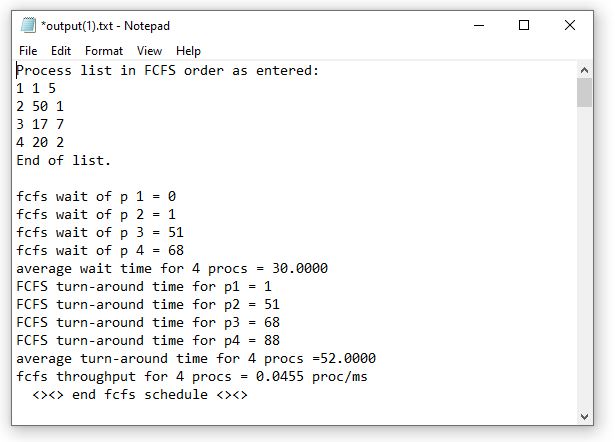 *output(1).txt - Notepad
File Edit Format View Help
Process list in FCFS order as entered:
1 1 5
2 50 1
3 17 7
4 20 2
End of list.
fcfs wait of p 1 = 0
fcfs wait of p 2 = 1
fcfs wait of p 3 = 51
fcfs wait of p 4 = 68
average wait time for 4 procs = 30.0000
FCFS turn-around time for p1 = 1
FCFS turn-around time for p2 = 51
FCFS turn-around time for p3 = 68
FCFS turn-around time for p4 = 88
average turn-around time for 4 procs =52.0000
fcfs throughput for 4 procs = 0.0455 proc/ms
<><> end fcfs schedule <><>